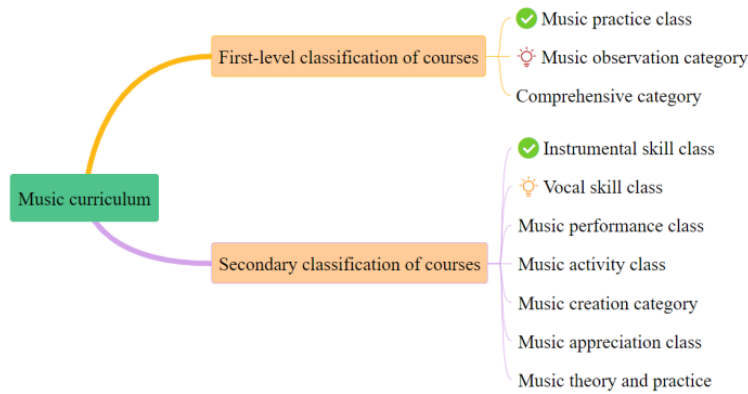 Music practice class
First-level classification of courses
Music observation category
Comprehensive category
Instrumental skill class
Music curriculum
Vocal skill class
Music performance class
Secondary classification of courses
Music activity class
Music creation category
Music appreciation class
Music theory and practice